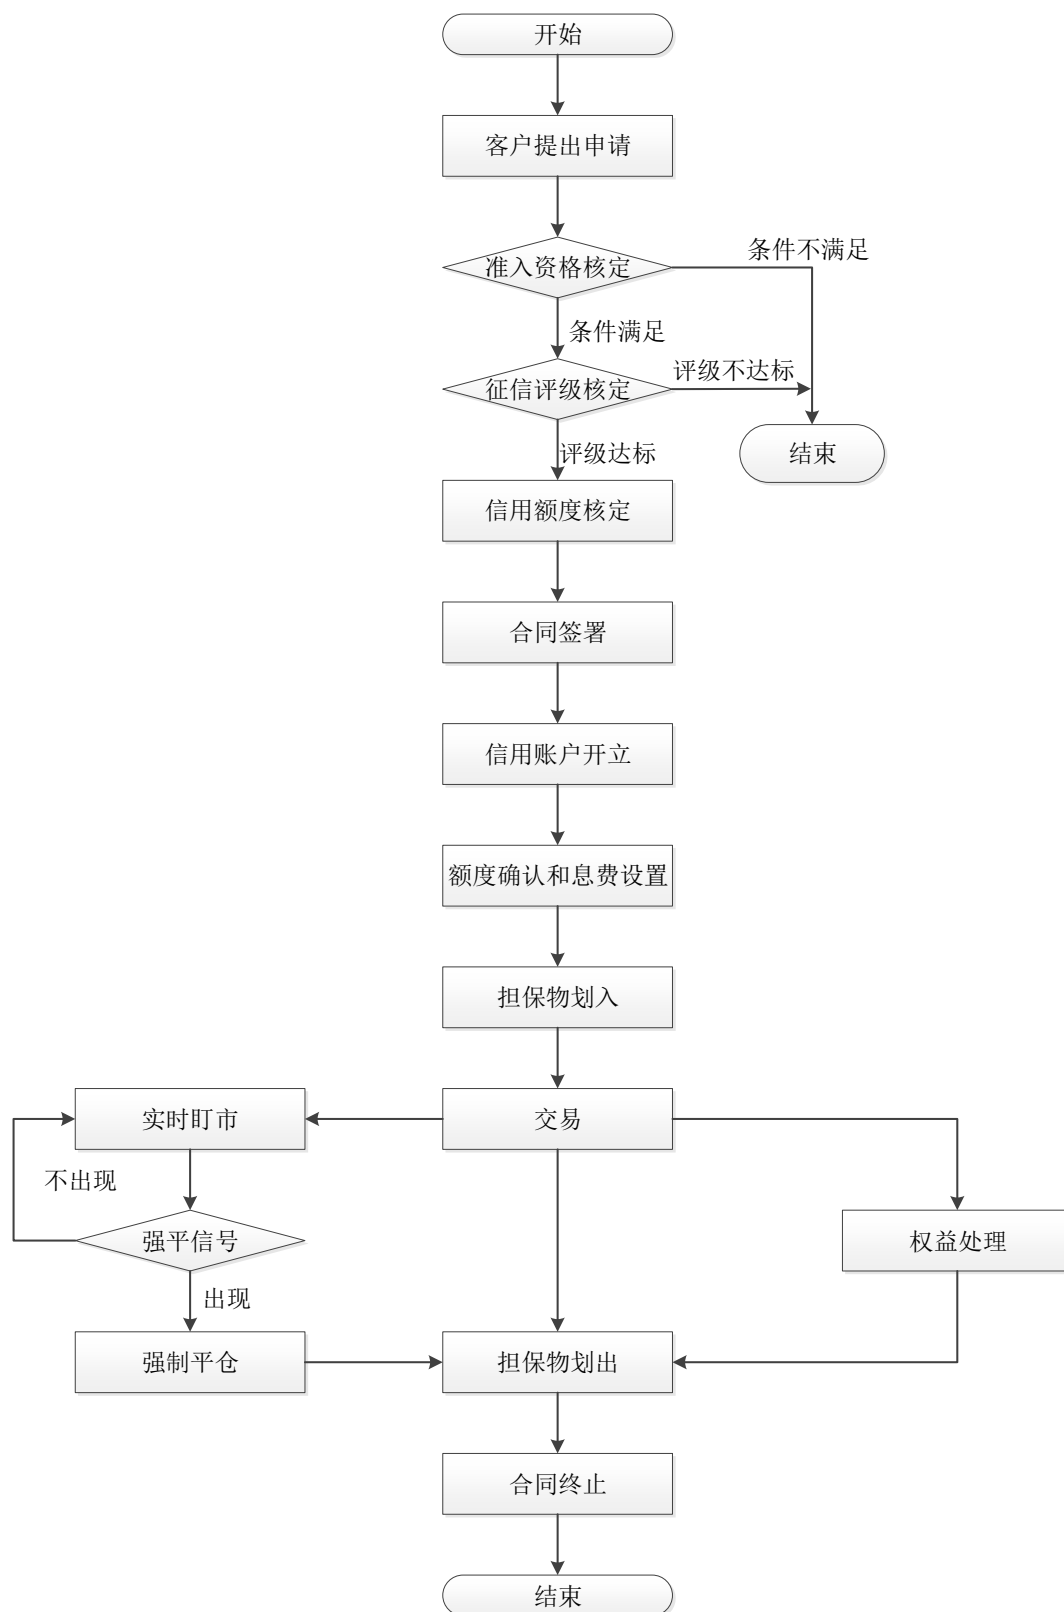 开始
客户提出申请
准入资格核定
条件不满足
条件满足
征信评级核定
评级不达标
评级达标
结束
信用额度核定
合同签署
信用账户开立
额度确认和息费设置
担保物划入
实时盯市
交易
不出现
强平信号
权益处理
出现
强制平仓
担保物划出
合同终止
结束